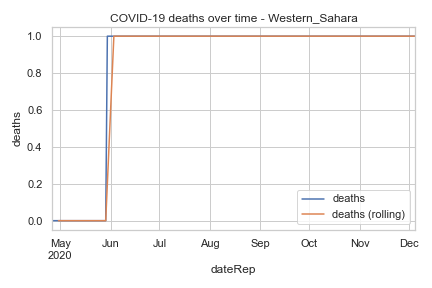 COVID-19 deaths over time - Western_Sahara
deaths
1.0
0.8
0.6
0.4
0.2
0.0
deaths
deaths (rolling)
May Jun Jul Aug Sep Oct Nov Dec
2020
dateRep